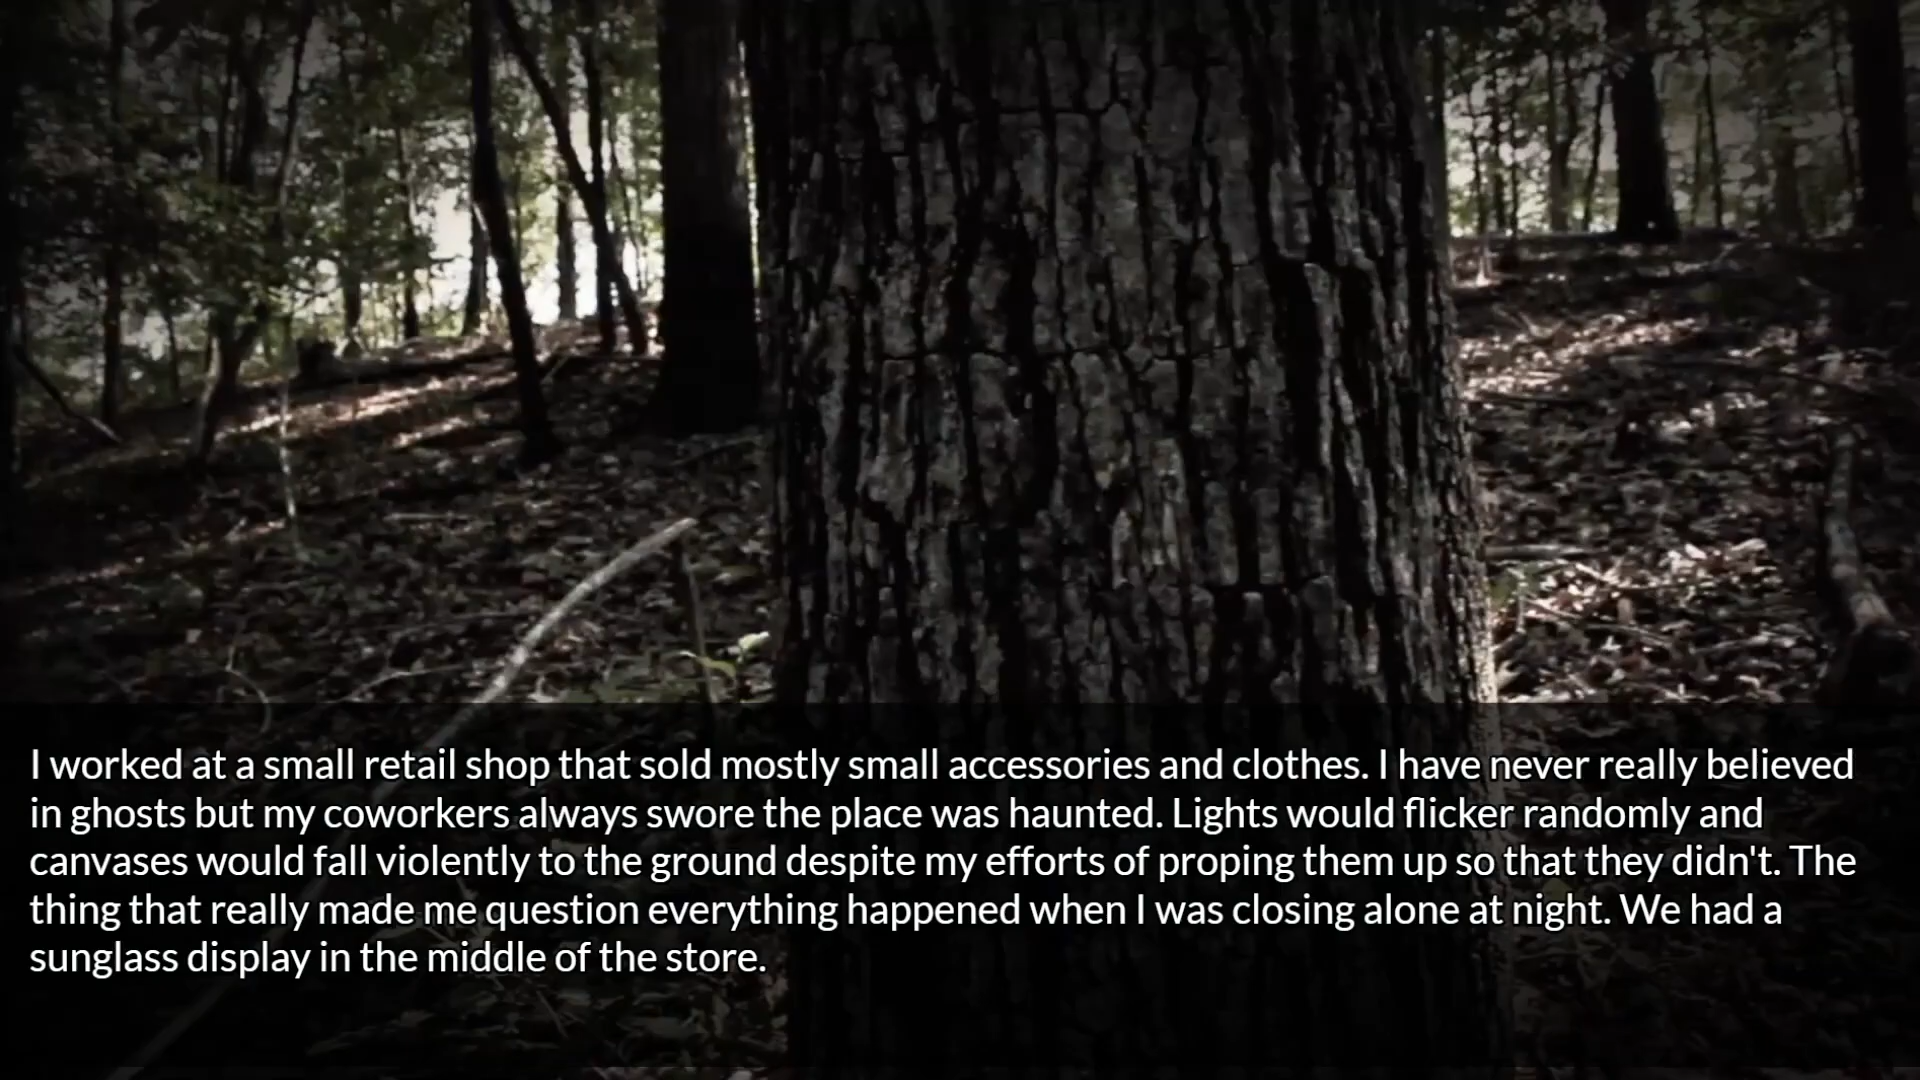 I worked at a small retail shop that sold mostly small accessories and clothes. I have never really believed
in ghosts but my coworkers always swore the place was haunted. Lights would flicker randomly and
canvases would fall violently to the ground despite my efforts of proping them up so that they didn't. The
thing that really made me question everything happened when I was closing alone at night. We had a
sunglass display in the middle of the store.